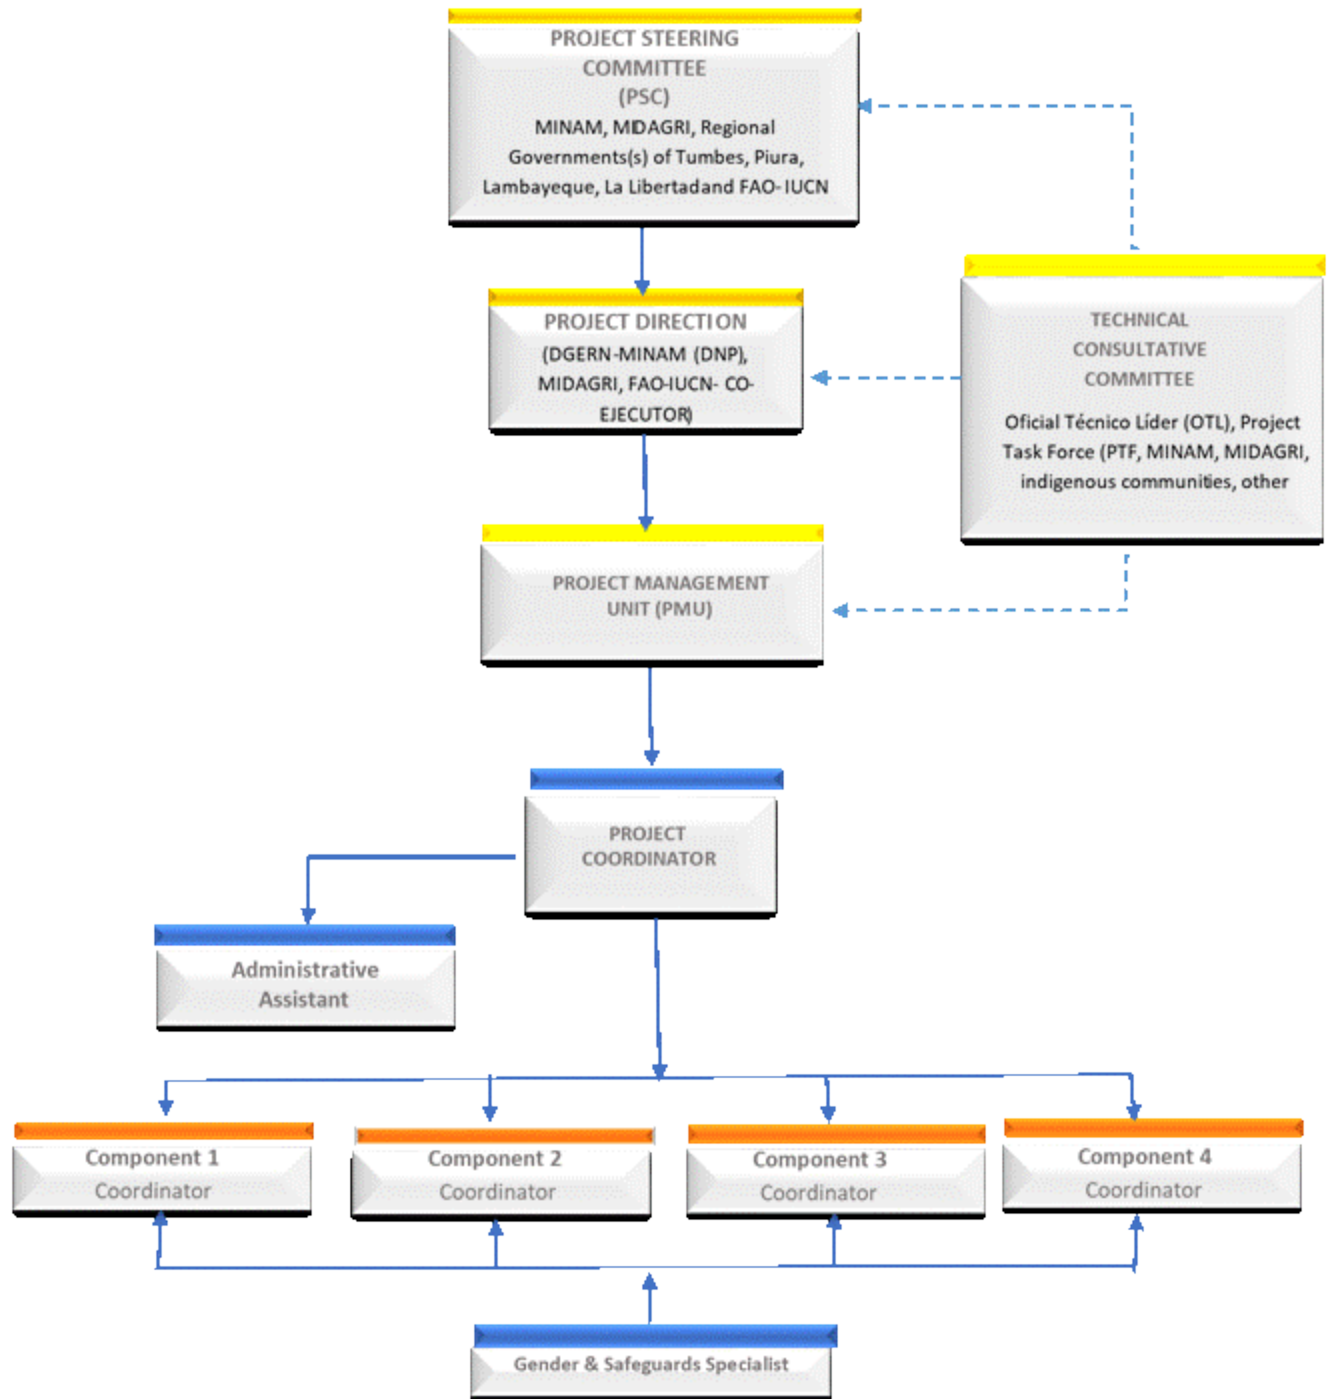 PROJECT STEERING
COMMITTEE
(PSC)
MINAM, MIDAGRI, Regional
Governments(s) of Tumbes, Piura,
Lambayeque, La Libertadand FAO- IUCN
PROJECT DIRECTION
(DGERN-MINAM (DNP),
MIDAGRI, FAO-IUCN- CO-
EJECUTOR)
TECHNICAL
CONSULTATIVE
COMMITTEE
Oficial Técnico Líder (OTL), Project
Task Force (PTF, MINAM, MIDAGRI,
indigenous communities, other
PROJECT MANAGEMENT
UNIT (PMU)
PROJECT
COORDINATOR
Administrative
Assistant
Component 1
Coordinator
Component 2
Coordinator
Component 3
Coordinator
Component 4
Coordinator
Gender & Safeguards Specialist